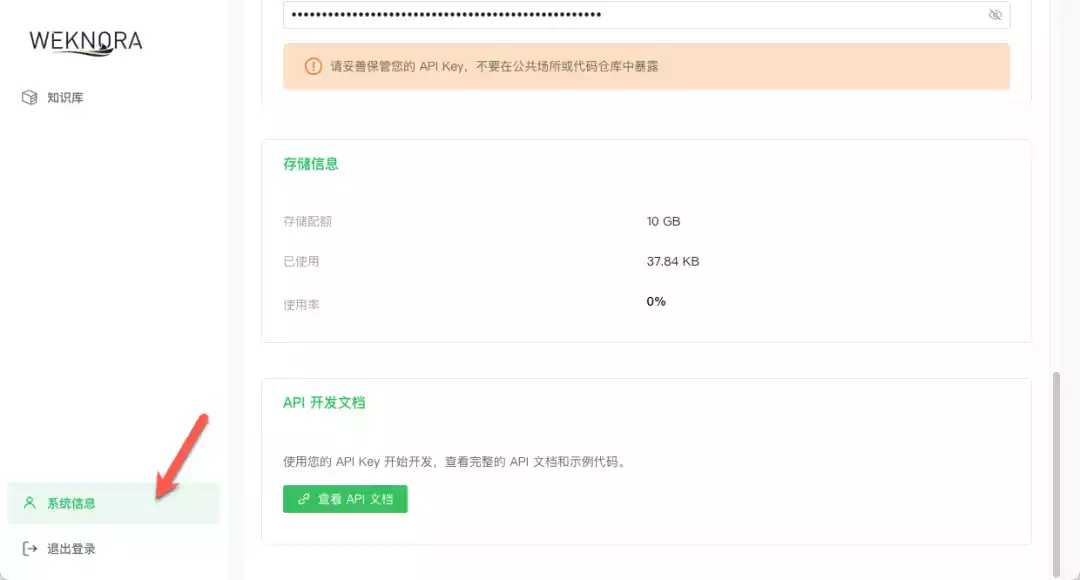 WEKNORA
知识库
系统信息
退出登录
••••••••••••••••••••••••••••••••••••••••••••••••••••
请妥善保管您的 API Key，不要在公共场所或代码仓库中暴露
存储信息
存储配额 10 GB
已使用 37.84 KB
使用率 0%
API 开发文档
使用您的 API Key 开始开发，查看完整的 API 文档和示例代码。
查看 API 文档